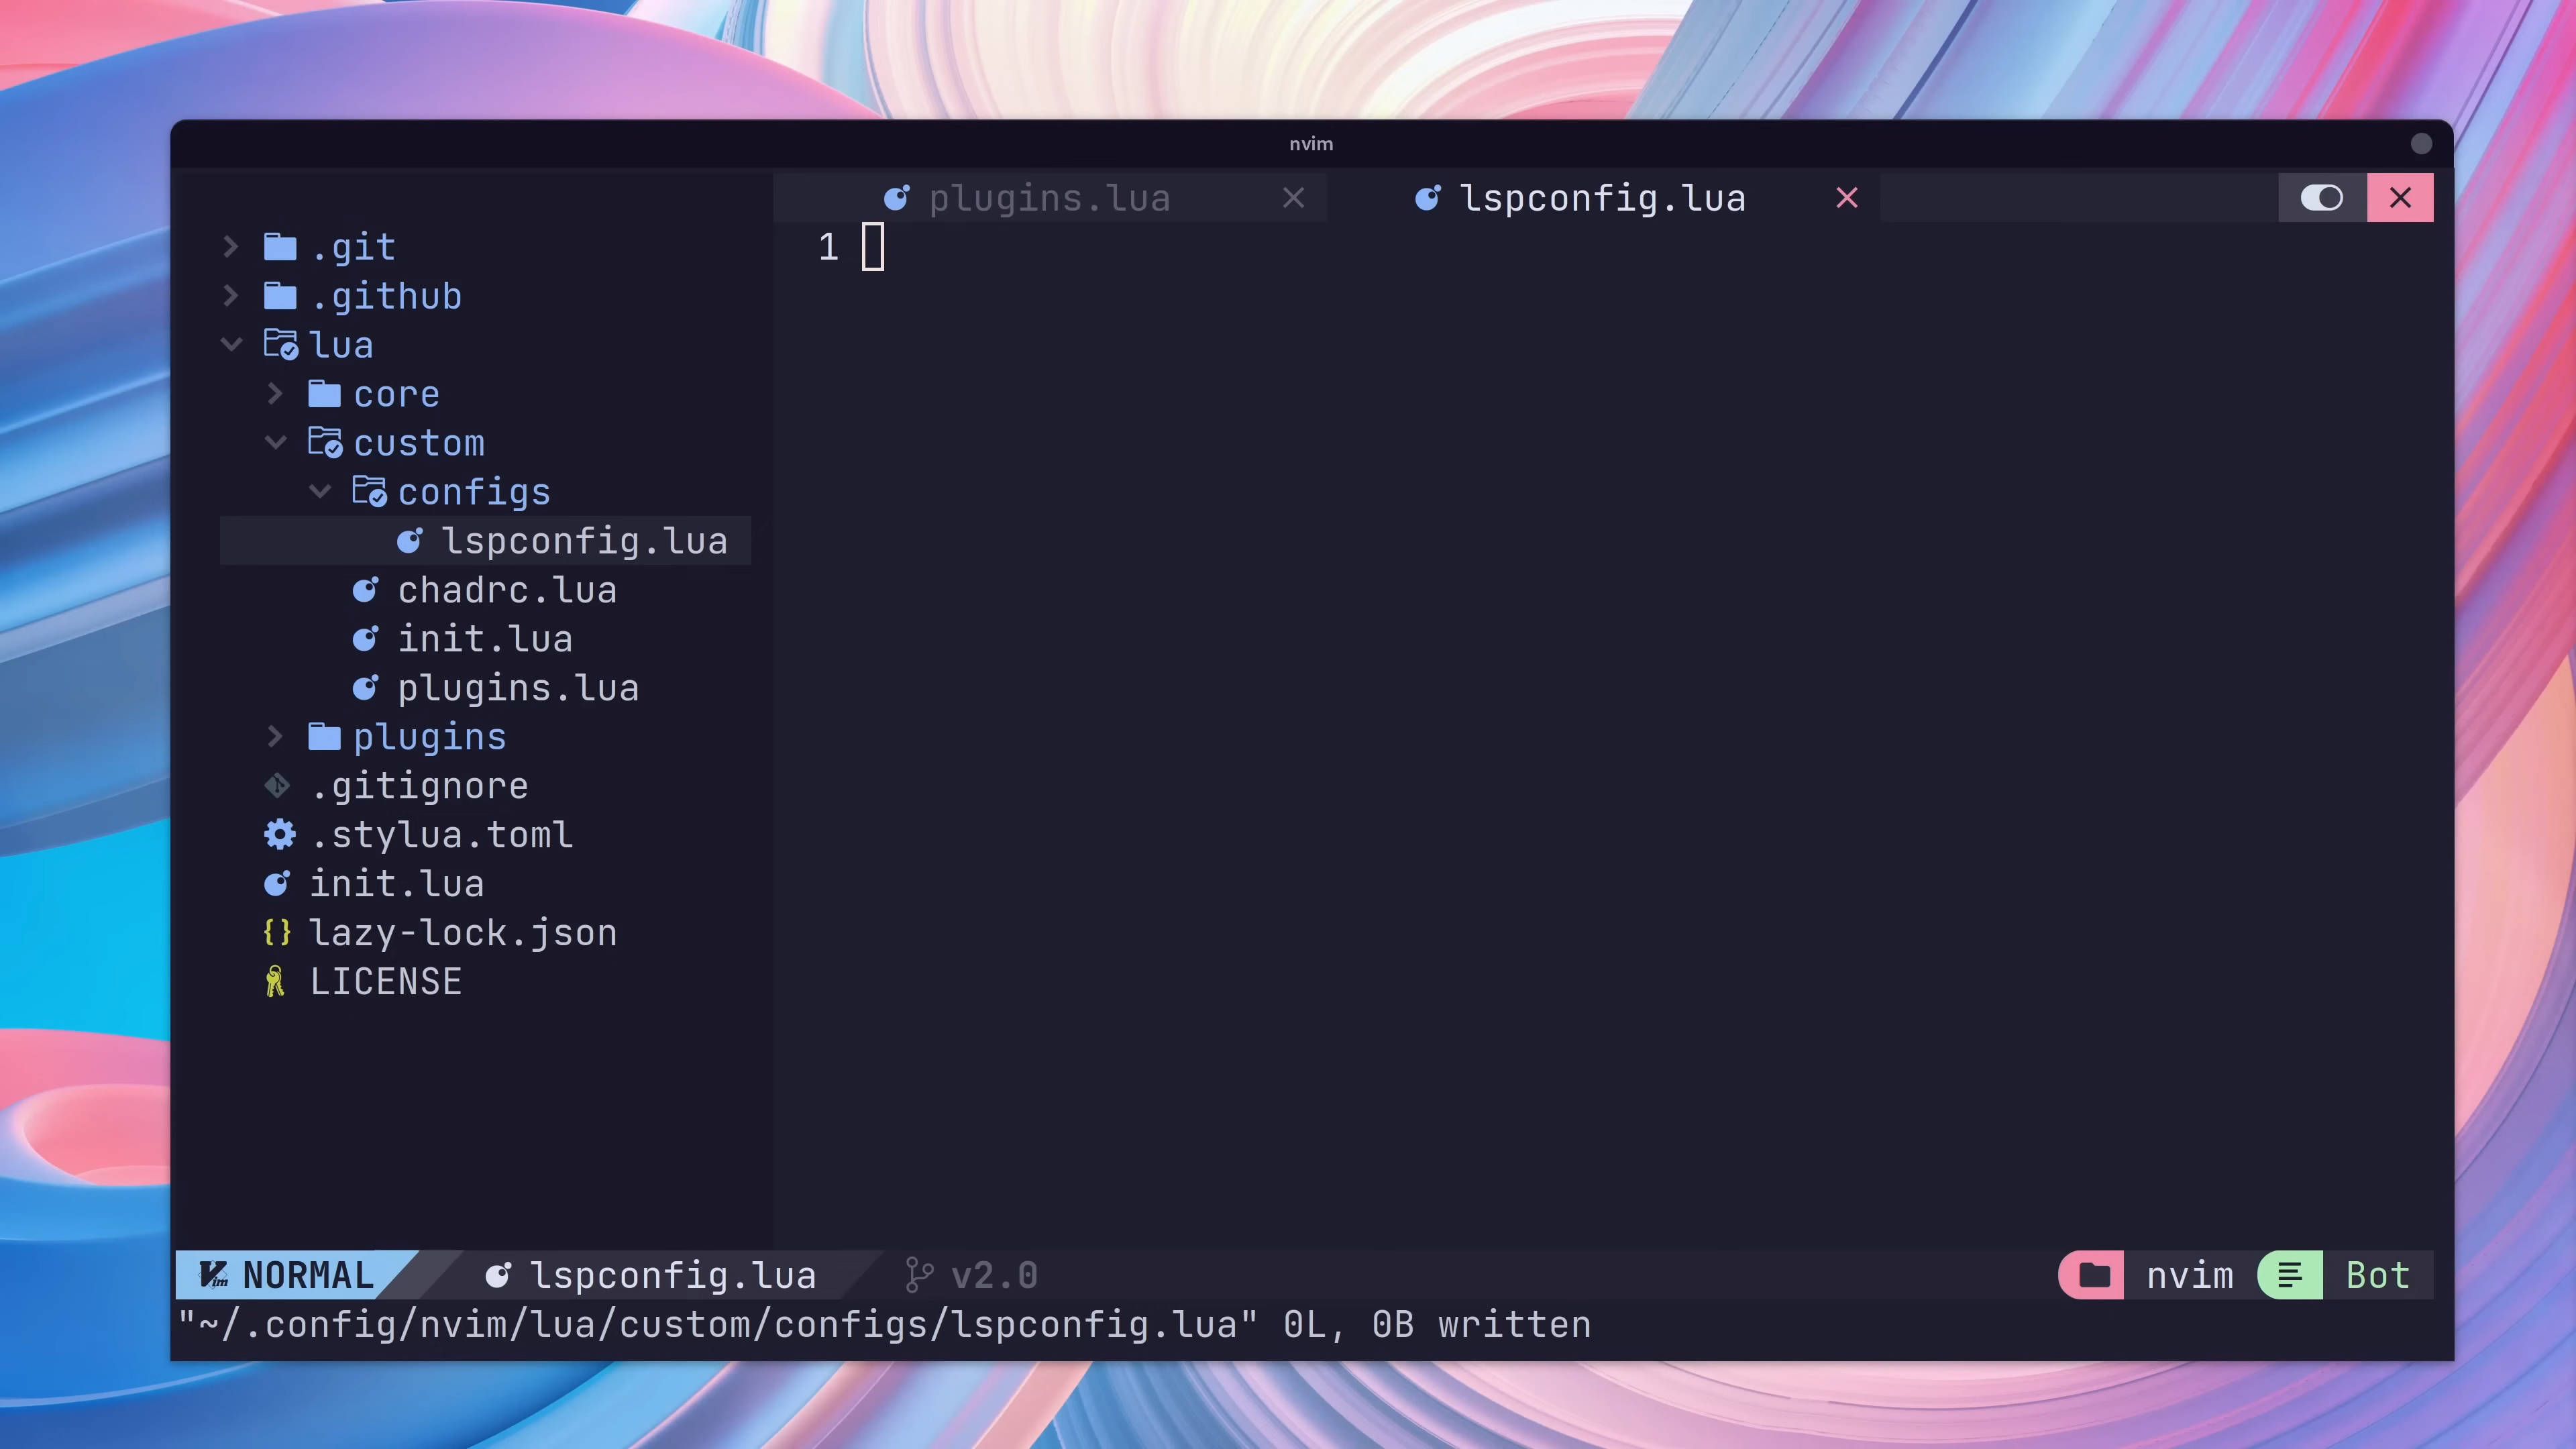 nvim
plugins.lua
lspconfig.lua
.git
.github
lua
core
custom
configs
lspconfig.lua
chadrc.lua
init.lua
plugins.lua
plugins
.gitignore
.stylua.toml
init.lua
lazy-lock.json
LICENSE
1
NORMAL lspconfig.lua v2.0 nvim Bot
"~/.config/nvim/lua/custom/configs/lspconfig.lua" 0L, 0B written